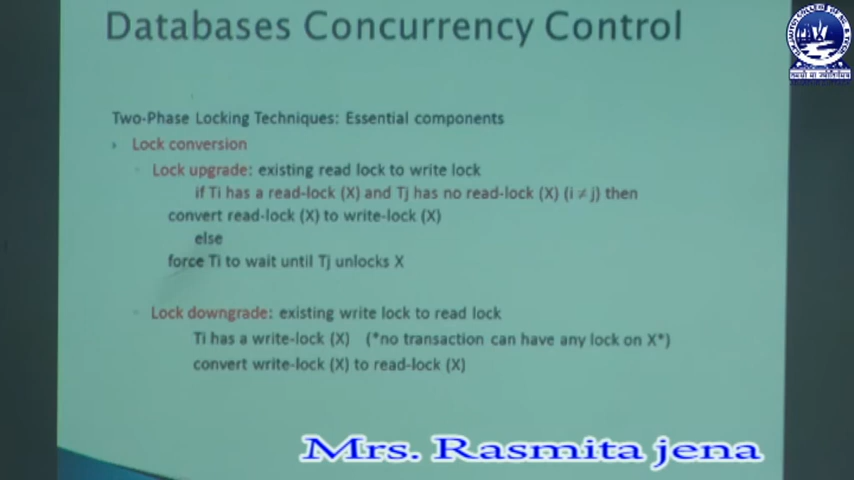 Databases Concurrency Control
Two-Phase Locking Techniques: Essential components
Lock conversion
Lock upgrade: existing read lock to write lock
if Ti has a read-lock (X) and Tj has no read-lock (X) (i ≠ j) then
convert read-lock (X) to write-lock (X)
else
force Ti to wait until Tj unlocks X
Lock downgrade: existing write lock to read lock
Ti has a write-lock (X) (*no transaction can have any lock on X*)
convert write-lock (X) to read-lock (X)
Mrs. Rasmita jena